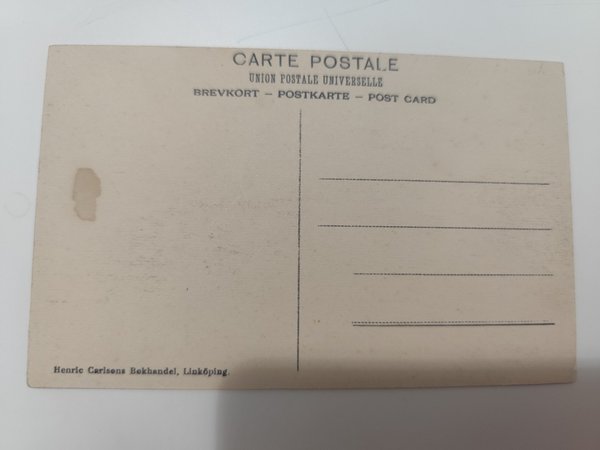 CARTE POSTALE
UNION POSTALE UNIVERSELLE
BREVKORT – POSTKARTE – POST CARD
Henric Carlsons Bokhandel, Linköping.